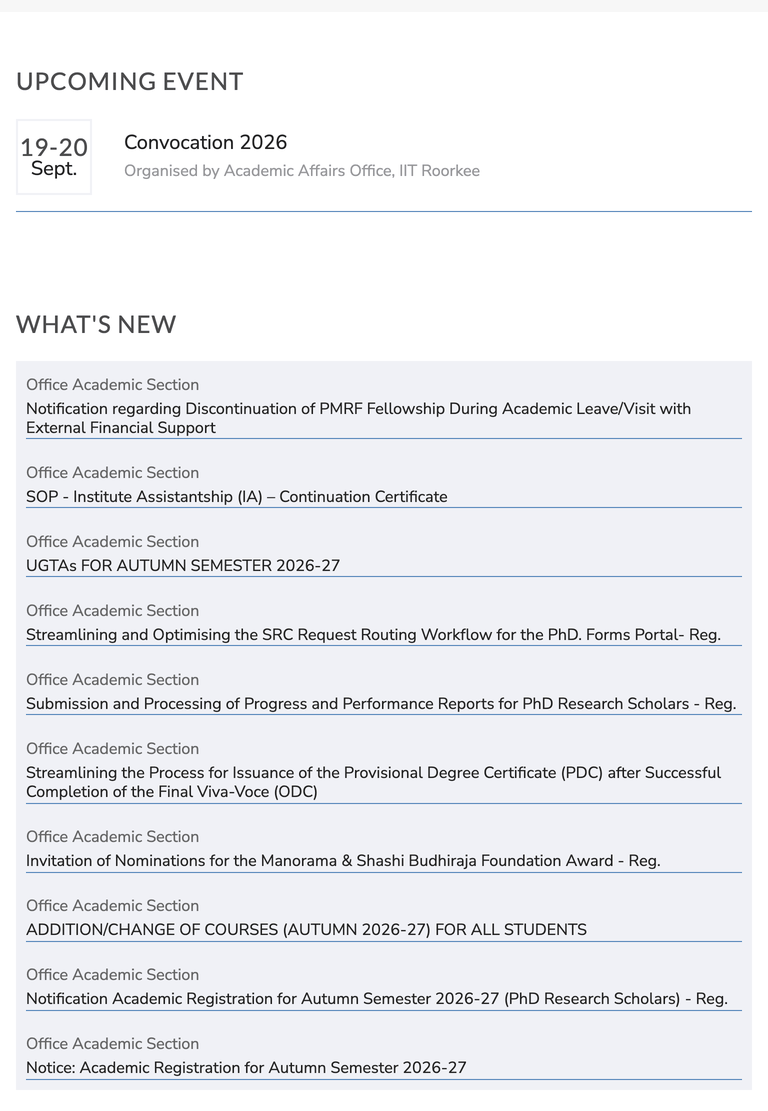 UPCOMING EVENT
19-20
Sept.
Convocation 2026
Organised by Academic Affairs Office, IIT Roorkee
WHAT'S NEW
Office Academic Section
Notification regarding Discontinuation of PMRF Fellowship During Academic Leave/Visit with
External Financial Support
Office Academic Section
SOP - Institute Assistantship (IA) – Continuation Certificate
Office Academic Section
UGTAs FOR AUTUMN SEMESTER 2026-27
Office Academic Section
Streamlining and Optimising the SRC Request Routing Workflow for the PhD. Forms Portal- Reg.
Office Academic Section
Submission and Processing of Progress and Performance Reports for PhD Research Scholars - Reg.
Office Academic Section
Streamlining the Process for Issuance of the Provisional Degree Certificate (PDC) after Successful
Completion of the Final Viva-Voce (ODC)
Office Academic Section
Invitation of Nominations for the Manorama & Shashi Budhiraja Foundation Award - Reg.
Office Academic Section
ADDITION/CHANGE OF COURSES (AUTUMN 2026-27) FOR ALL STUDENTS
Office Academic Section
Notification Academic Registration for Autumn Semester 2026-27 (PhD Research Scholars) - Reg.
Office Academic Section
Notice: Academic Registration for Autumn Semester 2026-27